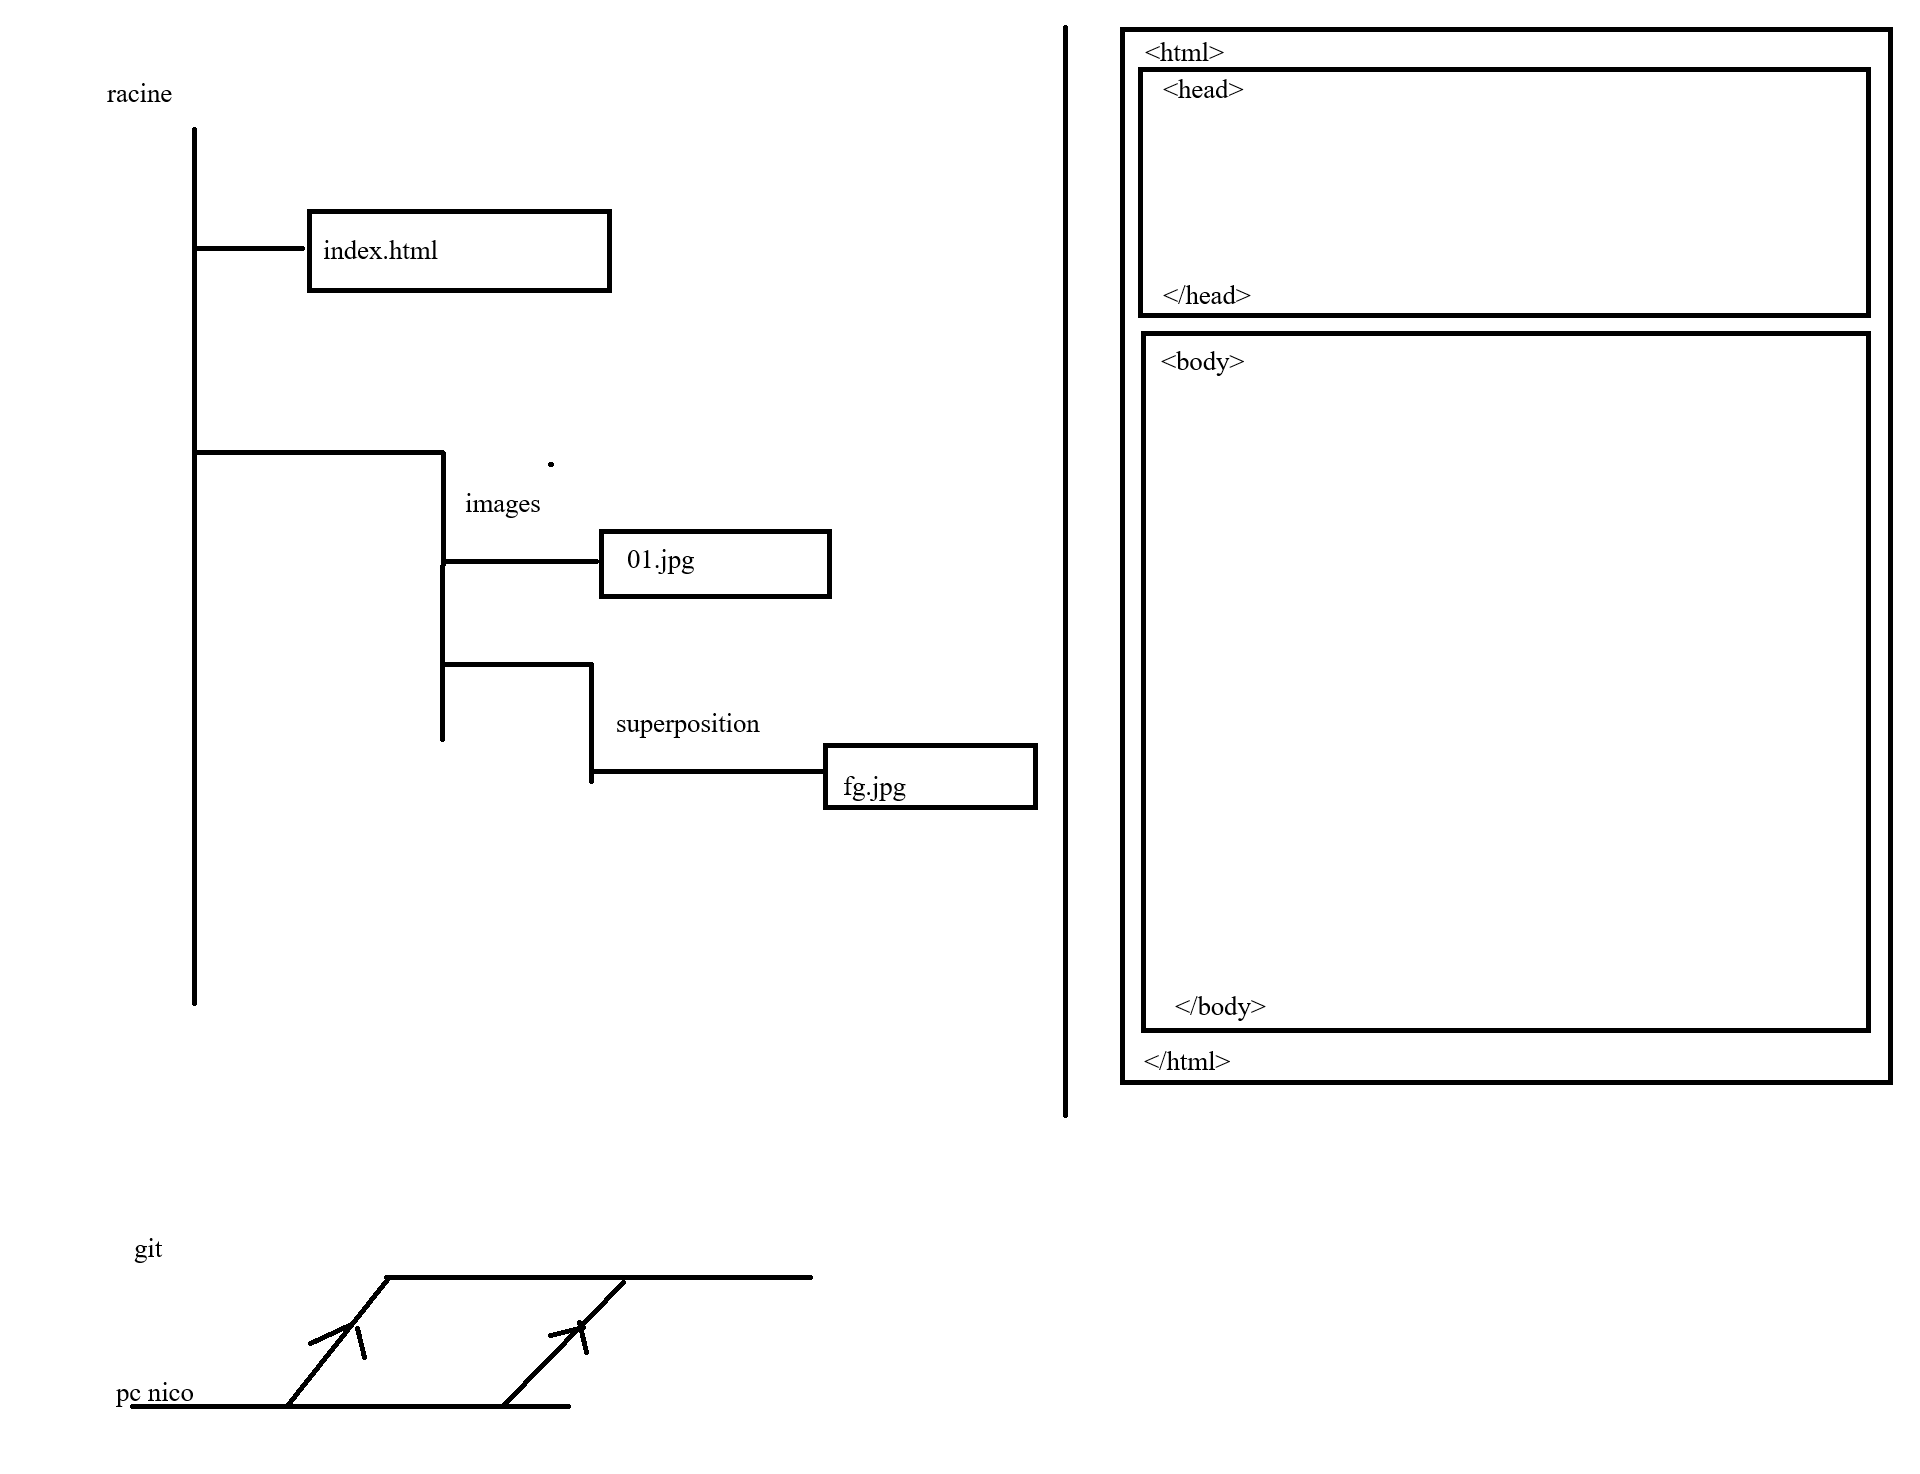 racine
index.html
images
01.jpg
superposition
fg.jpg
<html>
<head>
</head>
<body>
</body>
</html>
git
pc nico